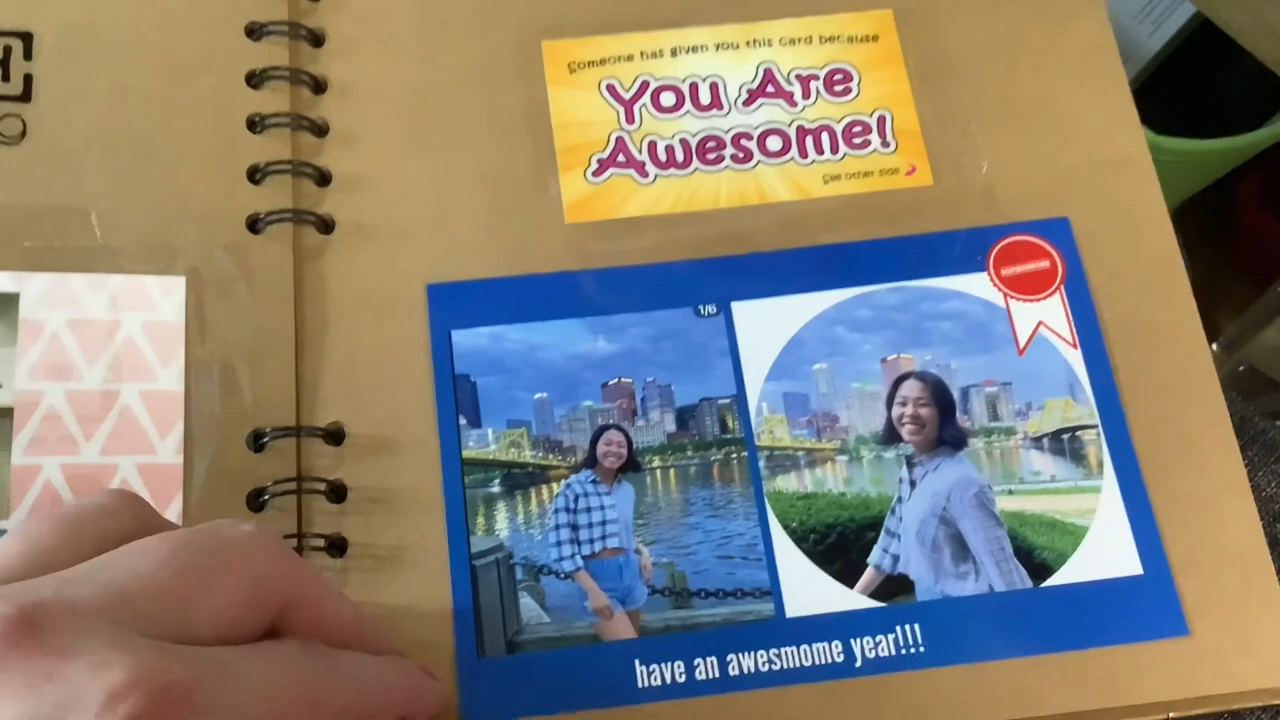 Someone has given you this card because
You Are
Awesome!
See other side
1/6
have an awesmome year!!!